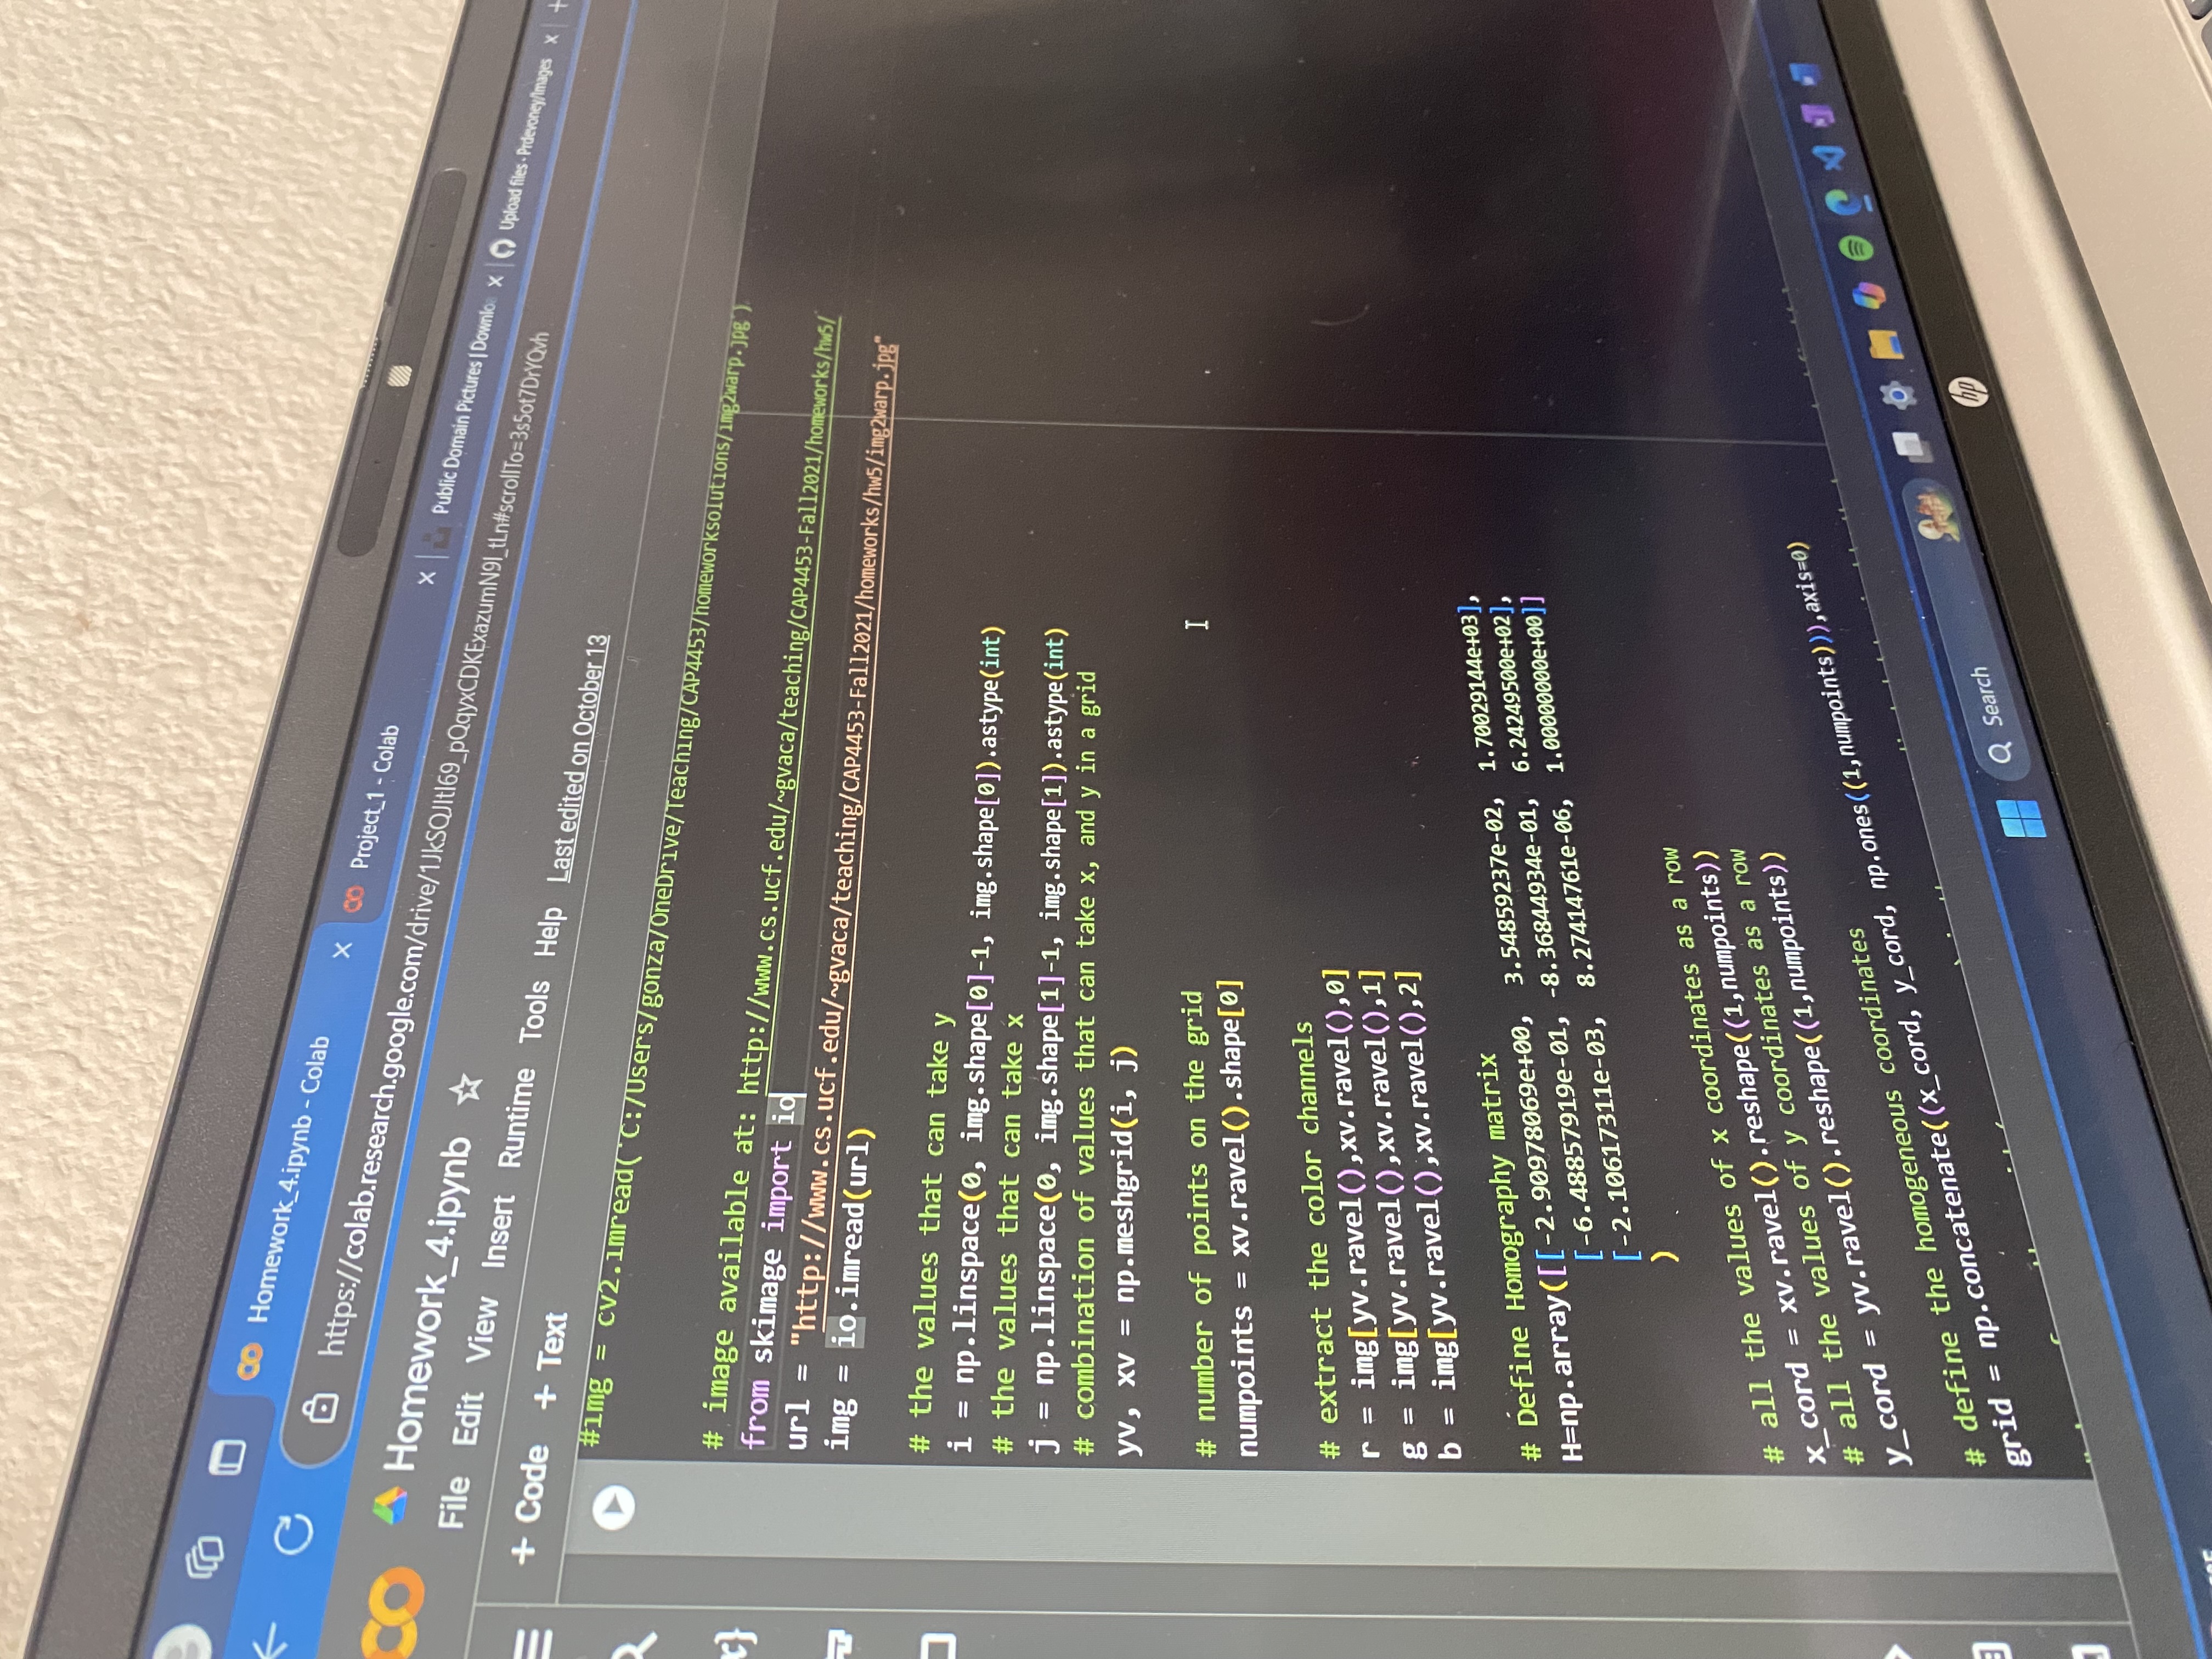 Homework_4.ipynb - Colab
Project_1 - Colab
Public Domain Pictures | Downlo
Upload files · Prdevoney/Images
https://colab.research.google.com/drive/1JkSQJItI69_pQqyxCDKExazumN9I_tLn#scrollTo=3s5ot7DrYQvh
Homework_4.ipynb
File Edit View Insert Runtime Tools Help Last edited on October 13
+ Code + Text
#img = cv2.imread('C:/Users/gonza/OneDrive/Teaching/CAP4453/homeworksolutions/img2warp.jpg')
# image available at: http://www.cs.ucf.edu/~gvaca/teaching/CAP4453-Fall2021/homeworks/hw5/
from skimage import io
url = "http://www.cs.ucf.edu/~gvaca/teaching/CAP4453-Fall2021/homeworks/hw5/img2warp.jpg"
img = io.imread(url)
# the values that can take y
i = np.linspace(0, img.shape[0]-1, img.shape[0]).astype(int)
# the values that can take x
j = np.linspace(0, img.shape[1]-1, img.shape[1]).astype(int)
# combination of values that can take x, and y in a grid
yv, xv = np.meshgrid(i, j)
# number of points on the grid
numpoints = xv.ravel().shape[0]
# extract the color channels
r = img[yv.ravel(),xv.ravel(),0]
g = img[yv.ravel(),xv.ravel(),1]
b = img[yv.ravel(),xv.ravel(),2]
# Define Homography matrix
H=np.array([[-2.90978069e+00, 3.54859237e-02, 1.70029144e+03],
[-6.48857919e-01, -8.36844934e-01, 6.24249500e+02],
[-2.10617311e-03, 8.27414761e-06, 1.00000000e+00]]
)
# all the values of x coordinates as a row
x_cord = xv.ravel().reshape((1,numpoints))
# all the values of y coordinates as a row
y_cord = yv.ravel().reshape((1,numpoints))
# define the homogeneous coordinates
grid = np.concatenate((x_cord, y_cord, np.ones((1,numpoints))),axis=0)
Search
hp